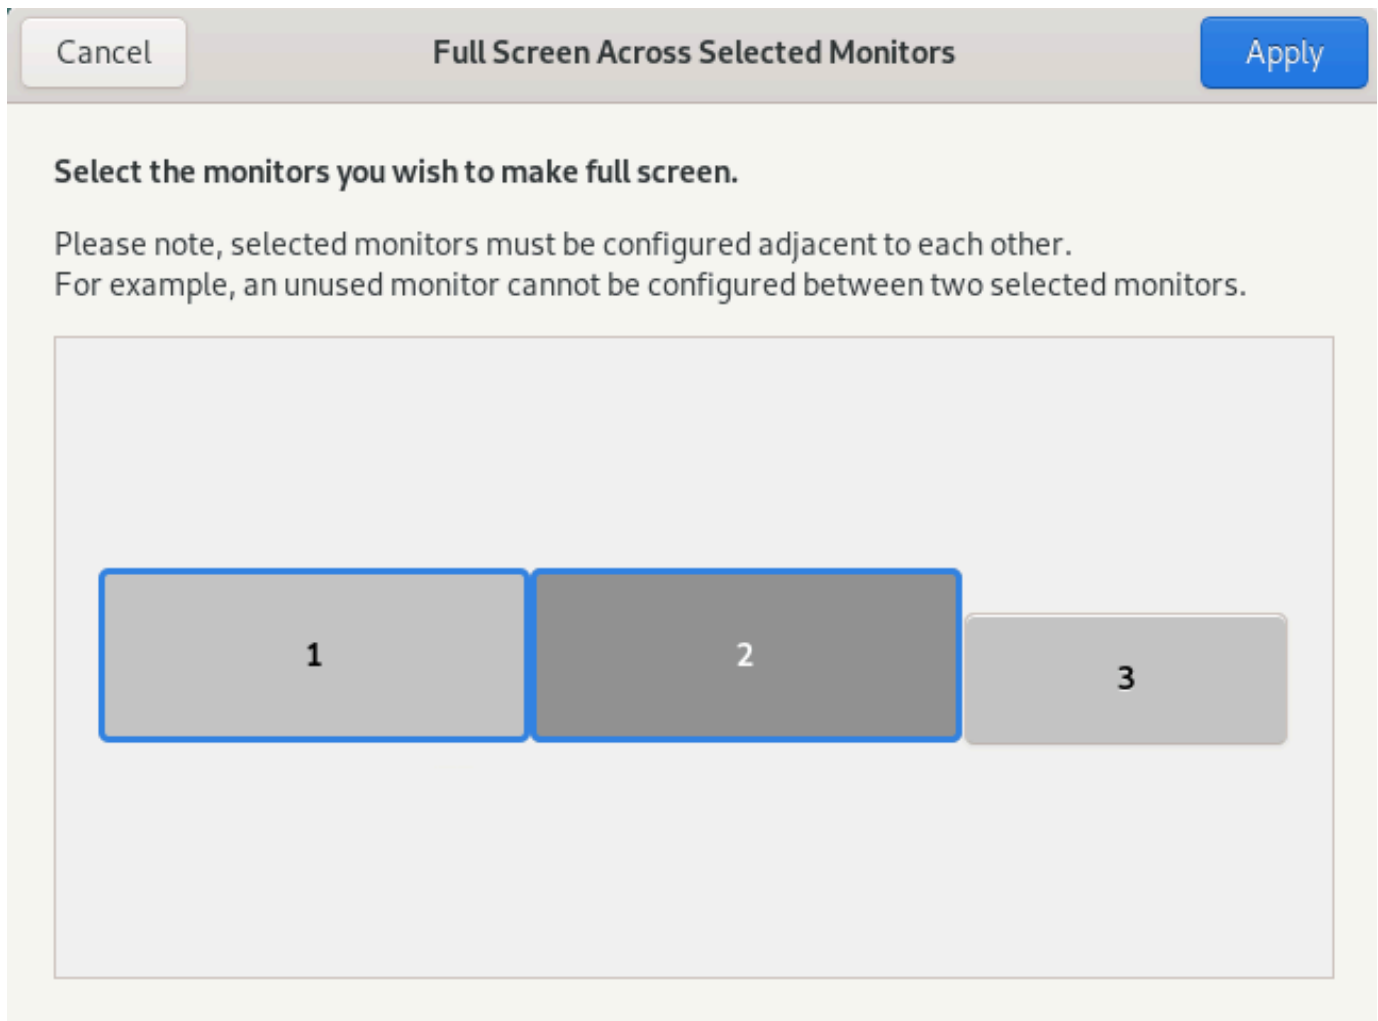 Cancel
Full Screen Across Selected Monitors
Apply
Select the monitors you wish to make full screen.
Please note, selected monitors must be configured adjacent to each other.
For example, an unused monitor cannot be configured between two selected monitors.
1
2
3